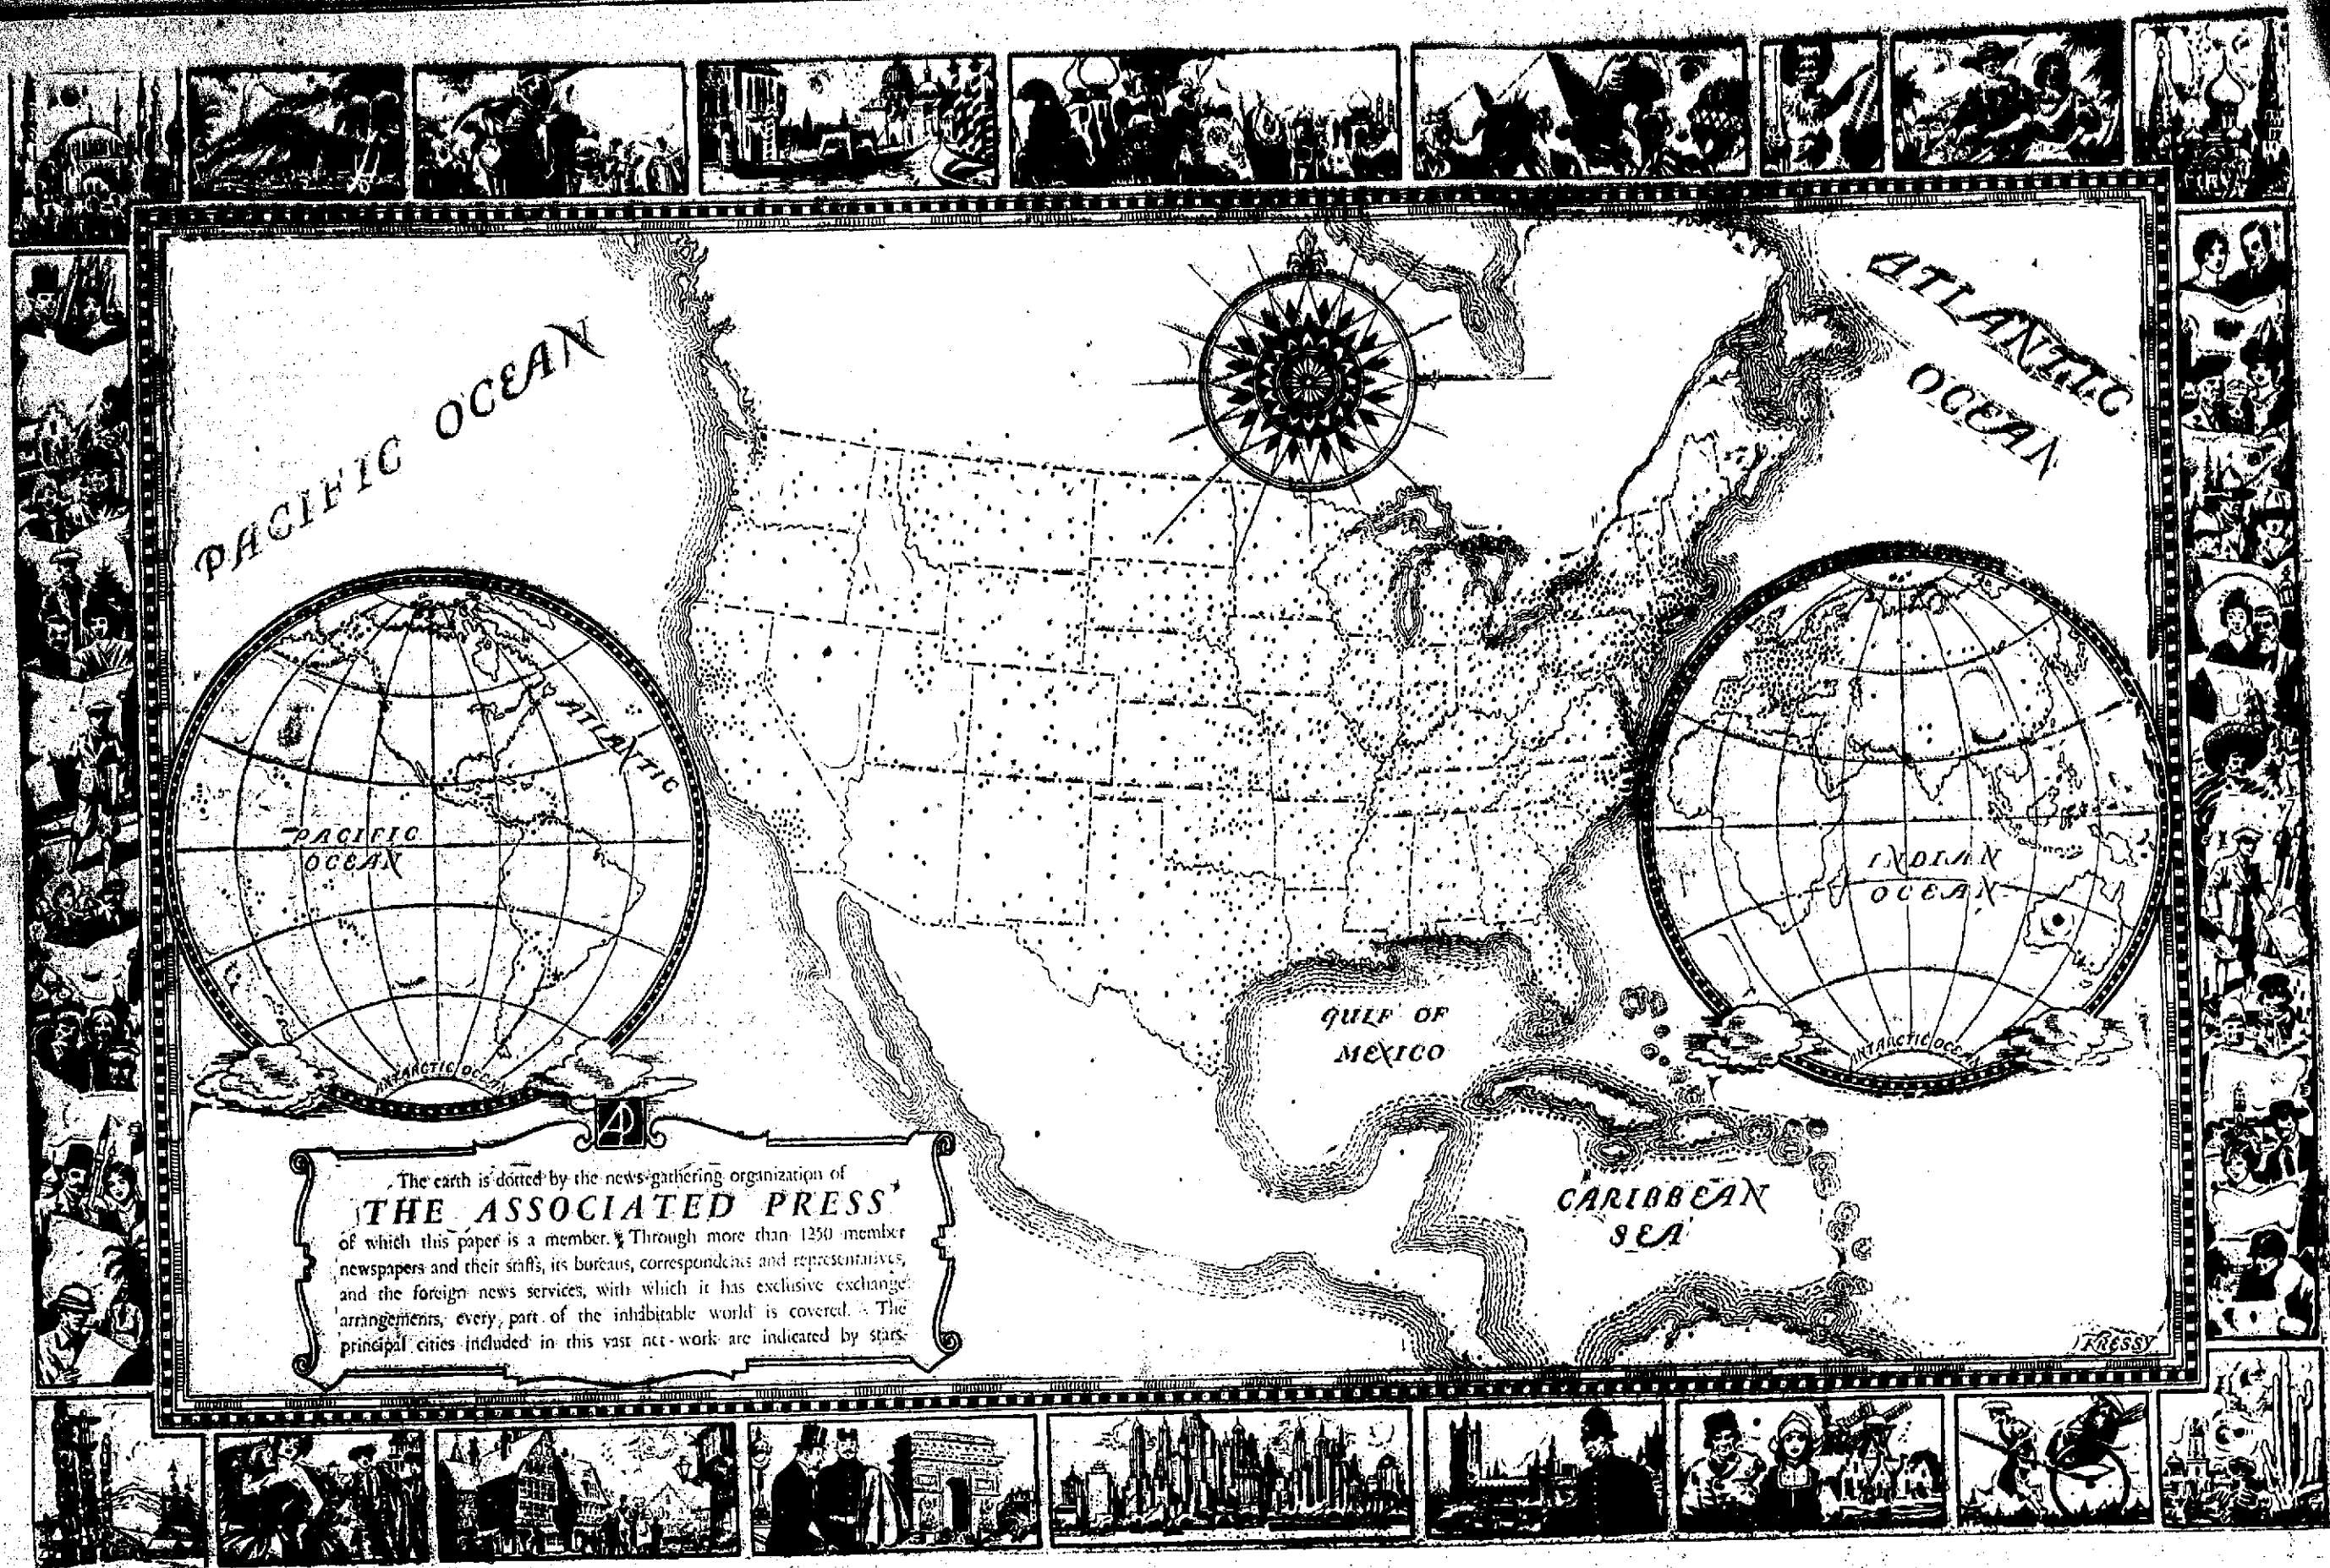 PACIFIC OCEAN
ATLANTIC
OCEAN
ATLANTIC
PACIFIC
OCEAN
ANTARCTIC OCEAN
INDIAN
OCEAN
ANTARCTIC OCEAN
GULF OF
MEXICO
CARIBBEAN
SEA
AP
The earth is dotted by the news-gathering organization of
THE ASSOCIATED PRESS
of which this paper is a member. Through more than 1250 member
newspapers and their staffs, its bureaus, correspondents and representatives,
and the foreign news services, with which it has exclusive exchange
arrangements, every part of the inhabitable world is covered. The
principal cities included in this vast net-work are indicated by stars.
KRESSY